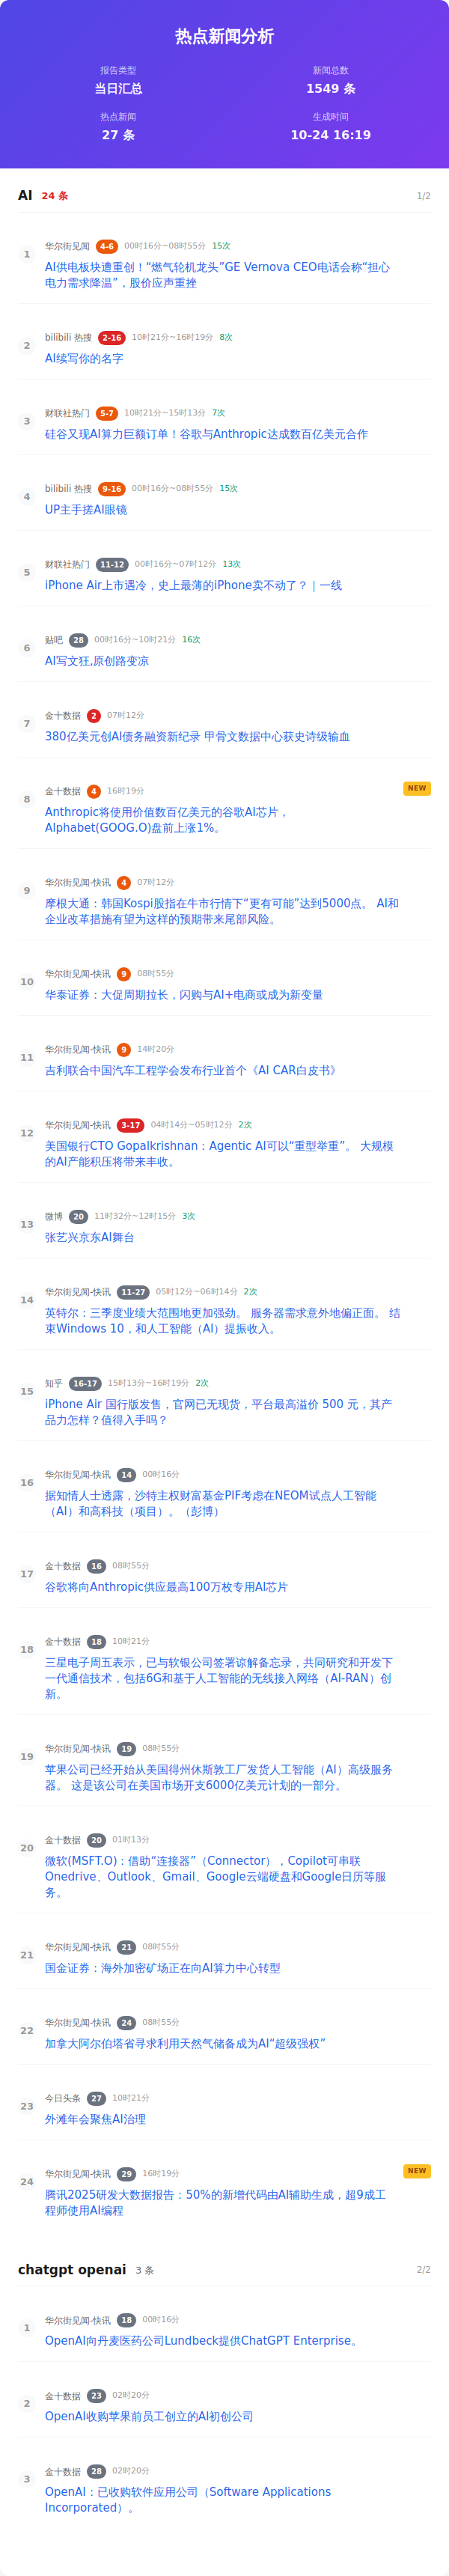 热点新闻分析
报告类型 新闻总数
当日汇总 1549 条
热点新闻 生成时间
27 条 10-24 16:19
AI 24 条 1/2
1
华尔街见闻 4-6 00时16分~08时55分 15次
AI供电板块遭重创！“燃气轮机龙头”GE Vernova CEO电话会称“担心
电力需求降温”，股价应声重挫
2
bilibili 热搜 2-16 10时21分~16时19分 8次
AI续写你的名字
3
财联社热门 5-7 10时21分~15时13分 7次
硅谷又现AI算力巨额订单！谷歌与Anthropic达成数百亿美元合作
4
bilibili 热搜 9-16 00时16分~08时55分 15次
UP主手搓AI眼镜
5
财联社热门 11-12 00时16分~07时12分 13次
iPhone Air上市遇冷，史上最薄的iPhone卖不动了？｜一线
6
贴吧 28 00时16分~10时21分 16次
AI写文狂,原创路变凉
7
金十数据 2 07时12分
380亿美元创AI债务融资新纪录 甲骨文数据中心获史诗级输血
8
金十数据 4 16时19分 NEW
Anthropic将使用价值数百亿美元的谷歌AI芯片，
Alphabet(GOOG.O)盘前上涨1%。
9
华尔街见闻-快讯 4 07时12分
摩根大通：韩国Kospi股指在牛市行情下“更有可能”达到5000点。 AI和
企业改革措施有望为这样的预期带来尾部风险。
10
华尔街见闻-快讯 9 08时55分
华泰证券：大促周期拉长，闪购与AI+电商或成为新变量
11
华尔街见闻-快讯 9 14时20分
吉利联合中国汽车工程学会发布行业首个《AI CAR白皮书》
12
华尔街见闻-快讯 3-17 04时14分~05时12分 2次
美国银行CTO Gopalkrishnan：Agentic AI可以“重型举重”。 大规模
的AI产能积压将带来丰收。
13
微博 20 11时32分~12时15分 3次
张艺兴京东AI舞台
14
华尔街见闻-快讯 11-27 05时12分~06时14分 2次
英特尔：三季度业绩大范围地更加强劲。 服务器需求意外地偏正面。 结
束Windows 10，和人工智能（AI）提振收入。
15
知乎 16-17 15时13分~16时19分 2次
iPhone Air 国行版发售，官网已无现货，平台最高溢价 500 元，其产
品力怎样？值得入手吗？
16
华尔街见闻-快讯 14 00时16分
据知情人士透露，沙特主权财富基金PIF考虑在NEOM试点人工智能
（AI）和高科技（项目）。（彭博）
17
金十数据 16 08时55分
谷歌将向Anthropic供应最高100万枚专用AI芯片
18
金十数据 18 10时21分
三星电子周五表示，已与软银公司签署谅解备忘录，共同研究和开发下
一代通信技术，包括6G和基于人工智能的无线接入网络（AI-RAN）创
新。
19
华尔街见闻-快讯 19 08时55分
苹果公司已经开始从美国得州休斯敦工厂发货人工智能（AI）高级服务
器。 这是该公司在美国市场开支6000亿美元计划的一部分。
20
金十数据 20 01时13分
微软(MSFT.O)：借助“连接器”（Connector），Copilot可串联
Onedrive、Outlook、Gmail、Google云端硬盘和Google日历等服
务。
21
华尔街见闻-快讯 21 08时55分
国金证券：海外加密矿场正在向AI算力中心转型
22
华尔街见闻-快讯 24 08时55分
加拿大阿尔伯塔省寻求利用天然气储备成为AI“超级强权”
23
今日头条 27 10时21分
外滩年会聚焦AI治理
24
华尔街见闻-快讯 29 16时19分 NEW
腾讯2025研发大数据报告：50%的新增代码由AI辅助生成，超9成工
程师使用AI编程
chatgpt openai 3 条 2/2
1
华尔街见闻-快讯 18 00时16分
OpenAI向丹麦医药公司Lundbeck提供ChatGPT Enterprise。
2
金十数据 23 02时20分
OpenAI收购苹果前员工创立的AI初创公司
3
金十数据 28 02时20分
OpenAI：已收购软件应用公司（Software Applications
Incorporated）。